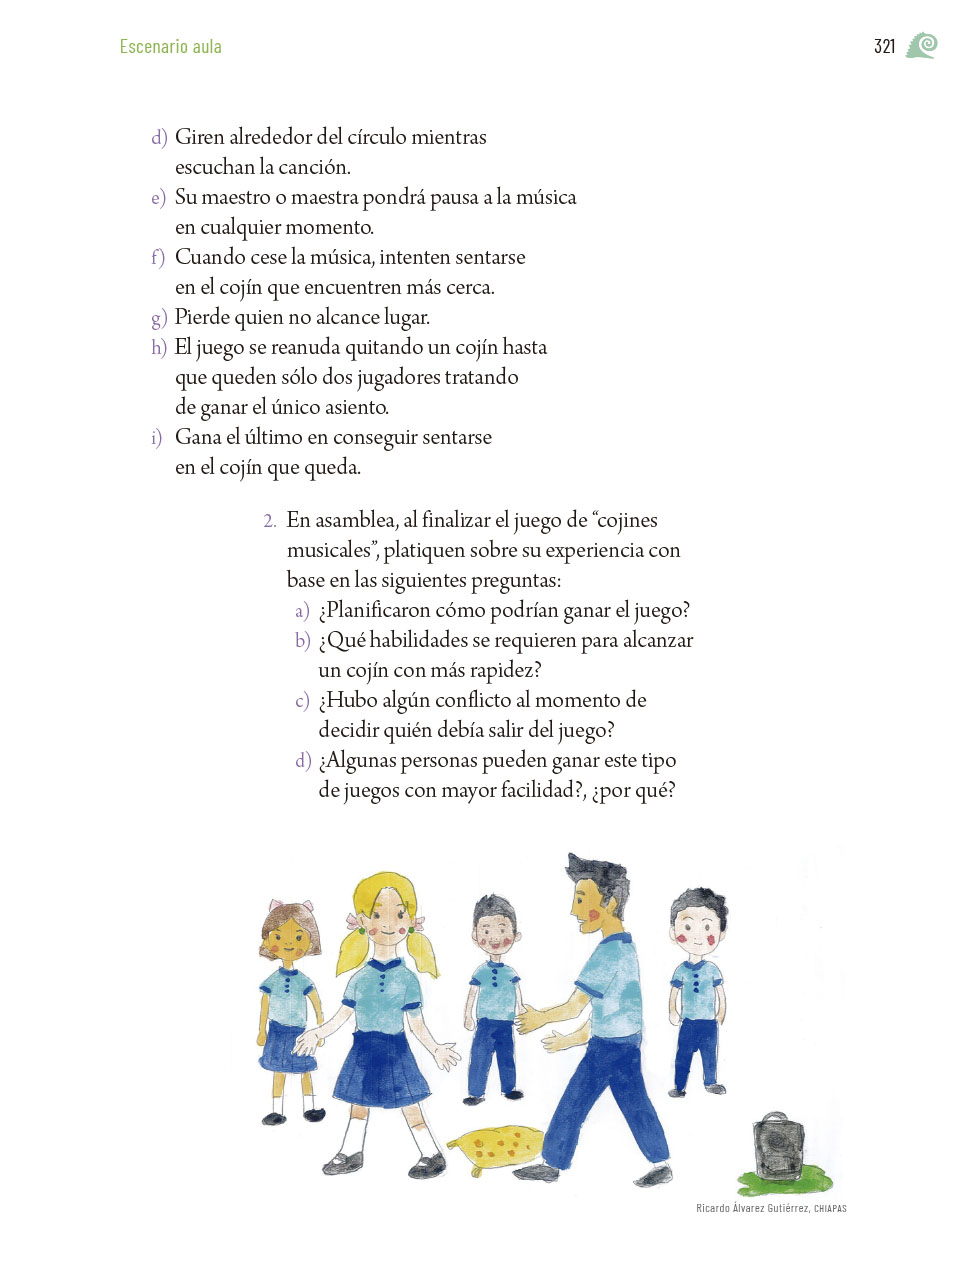 Escenario aula
321
d) Giren alrededor del círculo mientras
escuchan la canción.
e) Su maestro o maestra pondrá pausa a la música
en cualquier momento.
f) Cuando cese la música, intenten sentarse
en el cojín que encuentren más cerca.
g) Pierde quien no alcance lugar.
h) El juego se reanuda quitando un cojín hasta
que queden sólo dos jugadores tratando
de ganar el único asiento.
i) Gana el último en conseguir sentarse
en el cojín que queda.
2. En asamblea, al finalizar el juego de “cojines
musicales”, platiquen sobre su experiencia con
base en las siguientes preguntas:
a) ¿Planificaron cómo podrían ganar el juego?
b) ¿Qué habilidades se requieren para alcanzar
un cojín con más rapidez?
c) ¿Hubo algún conflicto al momento de
decidir quién debía salir del juego?
d) ¿Algunas personas pueden ganar este tipo
de juegos con mayor facilidad?, ¿por qué?
Ricardo Álvarez Gutiérrez, CHIAPAS